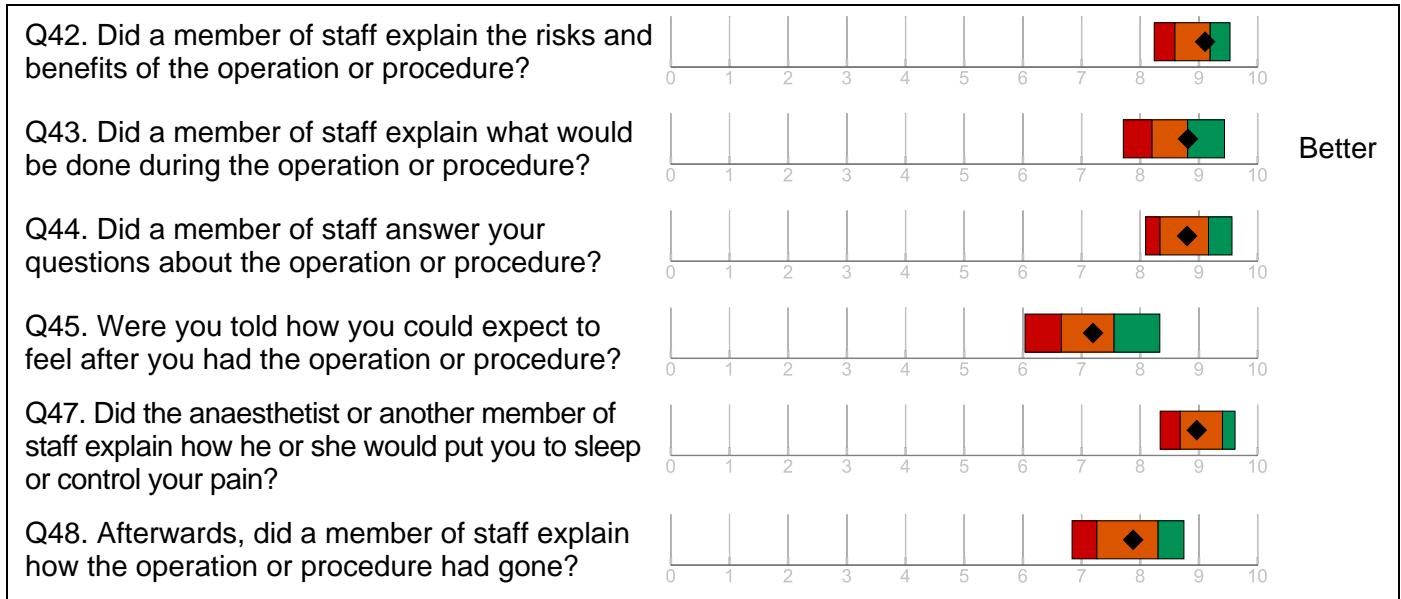 Q42. Did a member of staff explain the risks and
benefits of the operation or procedure?
0 1 2 3 4 5 6 7 8 9 10
Q43. Did a member of staff explain what would
be done during the operation or procedure?
0 1 2 3 4 5 6 7 8 9 10
Better
Q44. Did a member of staff answer your
questions about the operation or procedure?
0 1 2 3 4 5 6 7 8 9 10
Q45. Were you told how you could expect to
feel after you had the operation or procedure?
0 1 2 3 4 5 6 7 8 9 10
Q47. Did the anaesthetist or another member of
staff explain how he or she would put you to sleep
or control your pain?
0 1 2 3 4 5 6 7 8 9 10
Q48. Afterwards, did a member of staff explain
how the operation or procedure had gone?
0 1 2 3 4 5 6 7 8 9 10